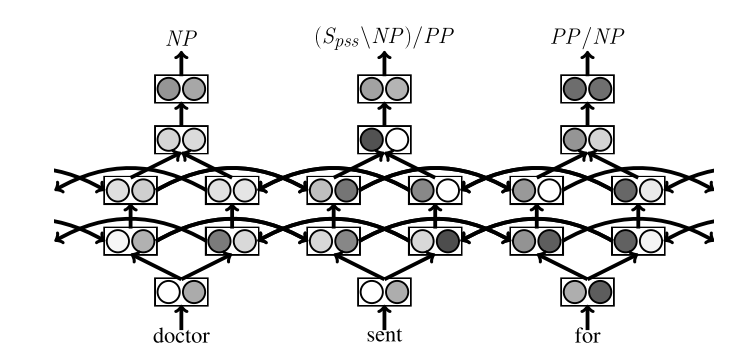 NP (S_pss\NP)/PP PP/NP
doctor sent for